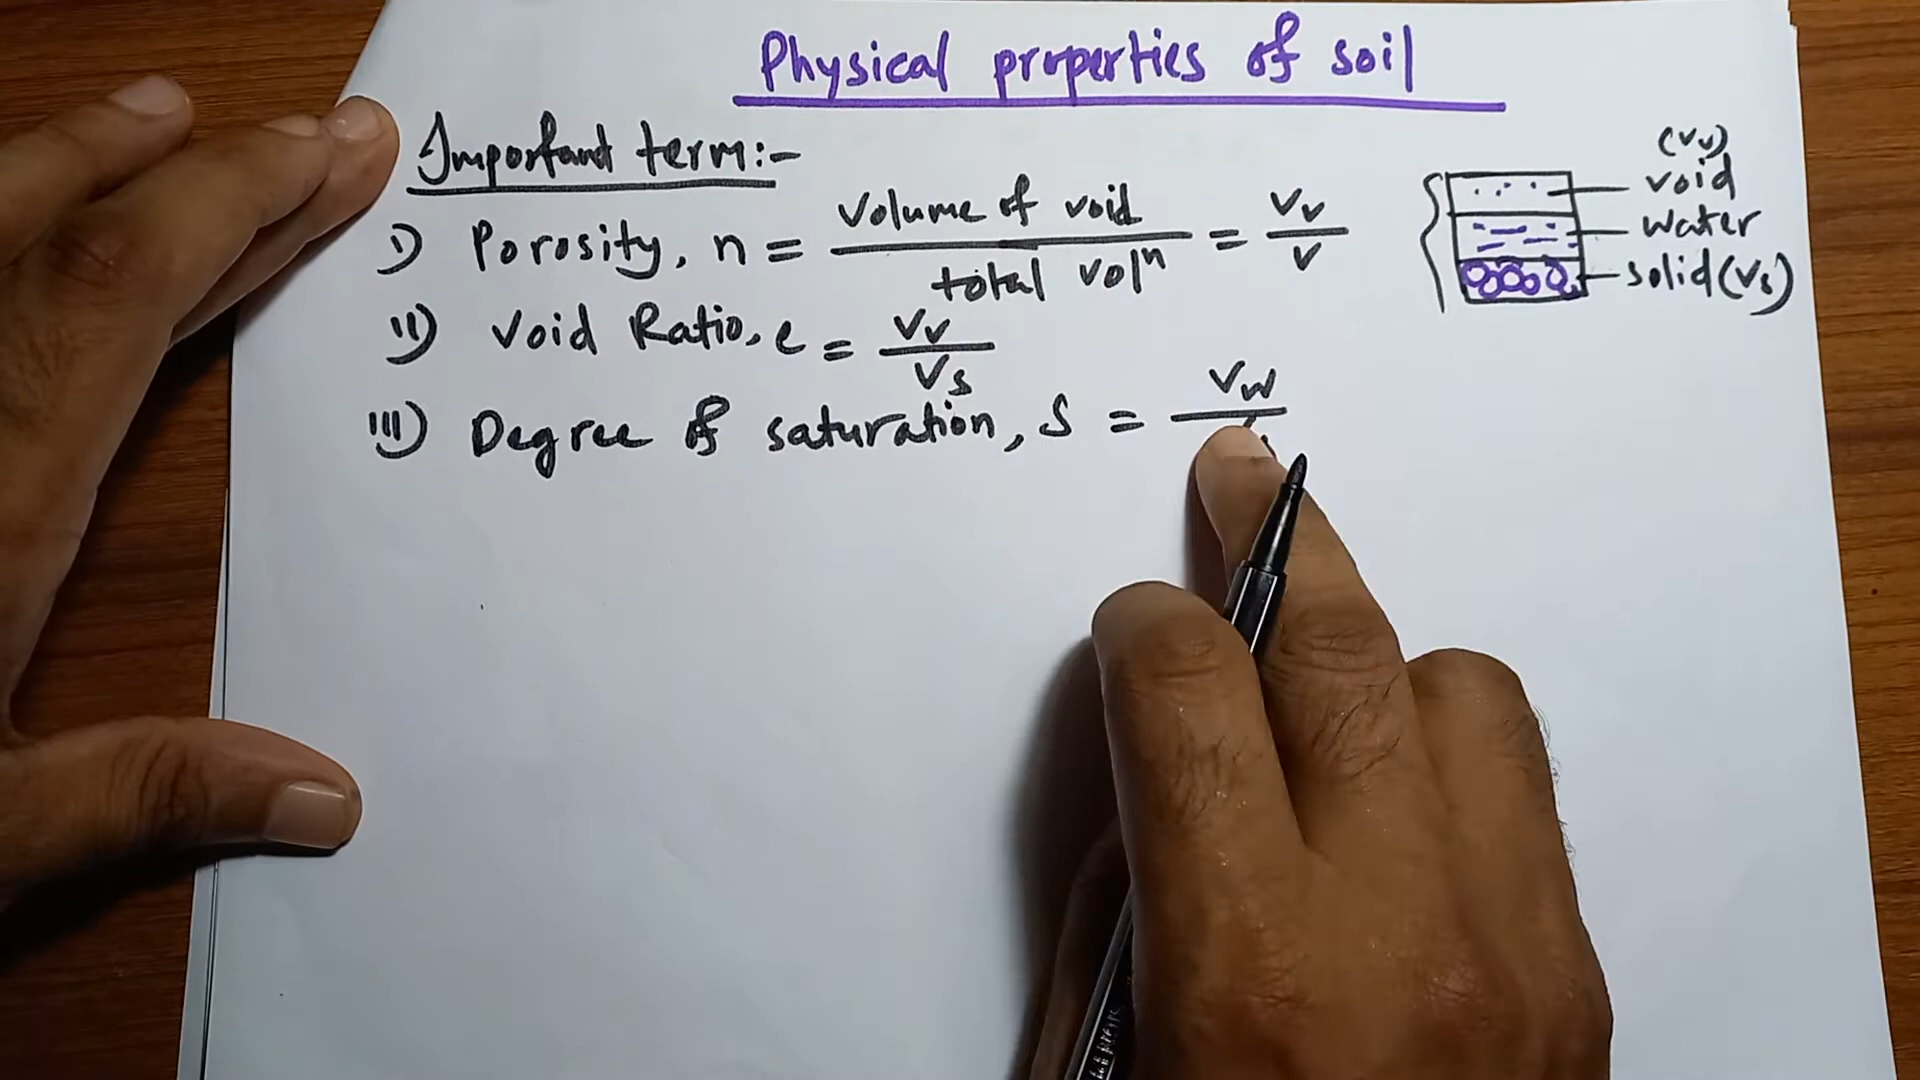 Physical properties of soil
Important term:-
I) Porosity, n = Volume of void / total volⁿ = Vv / V
II) Void Ratio, e = Vv / Vs
III) Degree of saturation, S = Vw /
(Vv)
void
water
solid (Vs)